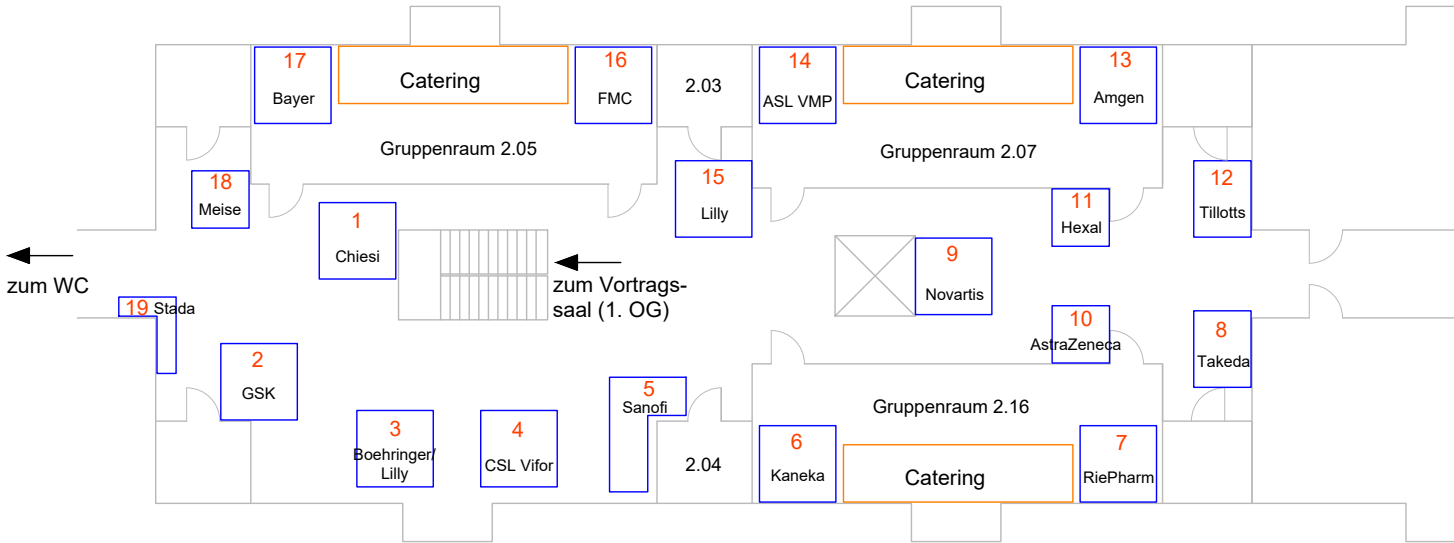 17
Bayer
Catering
16
FMC
2.03
14
ASL VMP
Catering
13
Amgen
Gruppenraum 2.05
Gruppenraum 2.07
18
Meise
15
Lilly
12
Tillotts
1
Chiesi
11
Hexal
zum WC
zum Vortrags-
saal (1. OG)
9
Novartis
19 Stada
10
AstraZeneca
8
Takeda
2
GSK
5
Sanofi
Gruppenraum 2.16
3
Boehringer/
Lilly
4
CSL Vifor
2.04
6
Kaneka
Catering
7
RiePharm